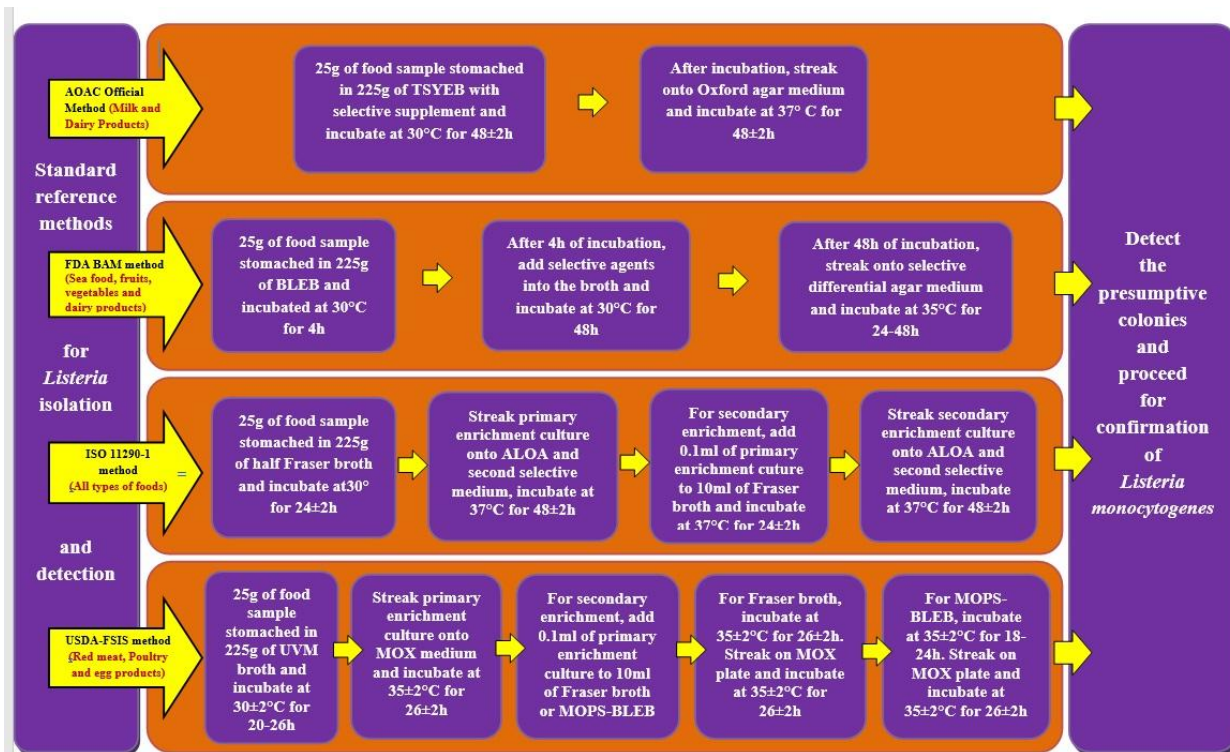 Standard
reference
methods
for
Listeria
isolation
and
detection
AOAC Official
Method (Milk and
Dairy Products)
25g of food sample stomached
in 225g of TSYEB with
selective supplement and
incubate at 30°C for 48±2h
After incubation, streak
onto Oxford agar medium
and incubate at 37° C for
48±2h
FDA BAM method
(Sea food, fruits,
vegetables and
dairy products)
25g of food sample
stomached in 225g
of BLEB and
incubated at 30°C
for 4h
After 4h of incubation,
add selective agents
into the broth and
incubate at 30°C for
48h
After 48h of incubation,
streak onto selective
differential agar medium
and incubate at 35°C for
24-48h
ISO 11290-1
method =
(All types of foods)
25g of food sample
stomached in 225g
of half Fraser broth
and incubate at30°
for 24±2h
Streak primary
enrichment culture
onto ALOA and
second selective
medium, incubate at
37°C for 48±2h
For secondary
enrichment, add
0.1ml of primary
enrichment cuture
to 10ml of Fraser
broth and incubate
at 37°C for 24±2h
Streak secondary
enrichment culture
onto ALOA and
second selective
medium, incubate
at 37°C for 48±2h
USDA-FSIS method
(Red meat, Poultry
and egg products)
25g of food
sample
stomached in
225g of UVM
broth and
incubate at
30±2°C for
20-26h
Streak primary
enrichment
culture onto
MOX medium
and incubate at
35±2°C for
26±2h
For secondary
enrichment, add
0.1ml of primary
enrichment
culture to 10ml
of Fraser broth
or MOPS-BLEB
For Fraser broth,
incubate at
35±2°C for 26±2h.
Streak on MOX
plate and incubate
at 35±2°C for
26±2h
For MOPS-
BLEB, incubate
at 35±2°C for 18-
24h. Streak on
MOX plate and
incubate at
35±2°C for 26±2h
Detect
the
presumptive
colonies
and
proceed
for
confirmation
of
Listeria
monocytogenes